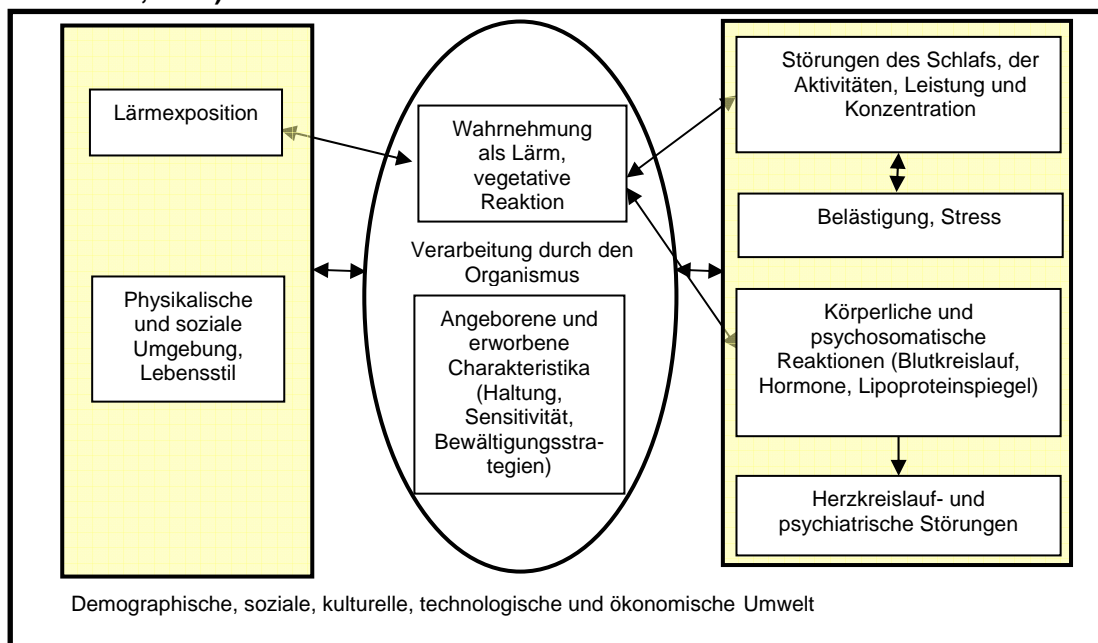 Lärmexposition
Physikalische
und soziale
Umgebung,
Lebensstil
Wahrnehmung
als Lärm,
vegetative
Reaktion
Verarbeitung durch den
Organismus
Angeborene und
erworbene
Charakteristika
(Haltung,
Sensitivität,
Bewältigungsstra-
tegien)
Störungen des Schlafs, der
Aktivitäten, Leistung und
Konzentration
Belästigung, Stress
Körperliche und
psychosomatische
Reaktionen (Blutkreislauf,
Hormone, Lipoproteinspiegel)
Herzkreislauf- und
psychiatrische Störungen
Demographische, soziale, kulturelle, technologische und ökonomische Umwelt